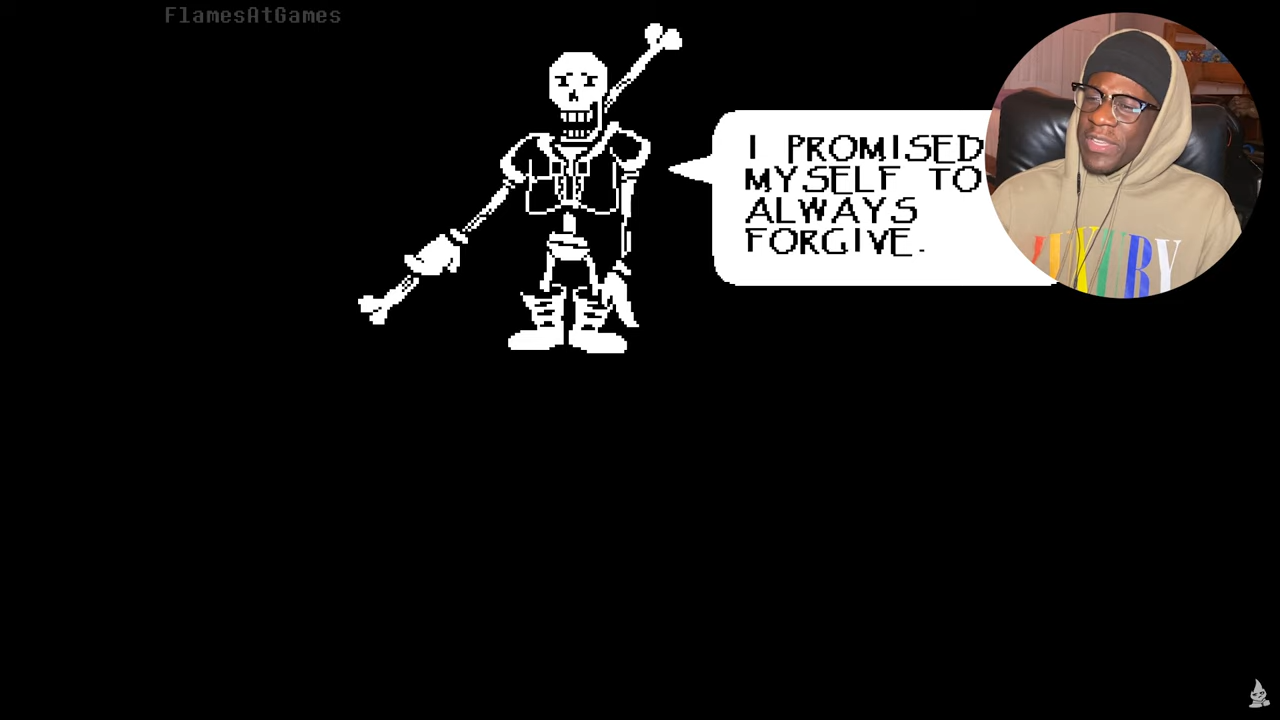 FlamesAtGames
I PROMISED
MYSELF TO
ALWAYS
FORGIVE.